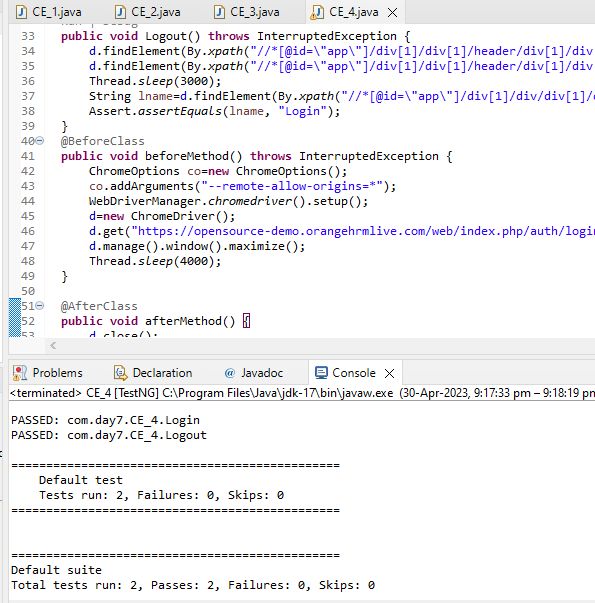 CE_1.java CE_2.java CE_3.java CE_4.java
33 public void Logout() throws InterruptedException {
34 d.findElement(By.xpath("//*[@id=\"app\"]/div[1]/div[1]/header/div[1]/div
35 d.findElement(By.xpath("//*[@id=\"app\"]/div[1]/div[1]/header/div[1]/div
36 Thread.sleep(3000);
37 String lname=d.findElement(By.xpath("//*[@id=\"app\"]/div[1]/div/div[1]/
38 Assert.assertEquals(lname, "Login");
39 }
40 @BeforeClass
41 public void beforeMethod() throws InterruptedException {
42 ChromeOptions co=new ChromeOptions();
43 co.addArguments("--remote-allow-origins=*");
44 WebDriverManager.chromedriver().setup();
45 d=new ChromeDriver();
46 d.get("https://opensource-demo.orangehrmlive.com/web/index.php/auth/login
47 d.manage().window().maximize();
48 Thread.sleep(4000);
49 }
50
51 @AfterClass
52 public void afterMethod() {
53 d.close();
Problems Declaration @ Javadoc Console
<terminated> CE_4 [TestNG] C:\Program Files\Java\jdk-17\bin\javaw.exe (30-Apr-2023, 9:17:33 pm – 9:18:19 pm
PASSED: com.day7.CE_4.Login
PASSED: com.day7.CE_4.Logout
===============================================
Default test
Tests run: 2, Failures: 0, Skips: 0
===============================================
===============================================
Default suite
Total tests run: 2, Passes: 2, Failures: 0, Skips: 0